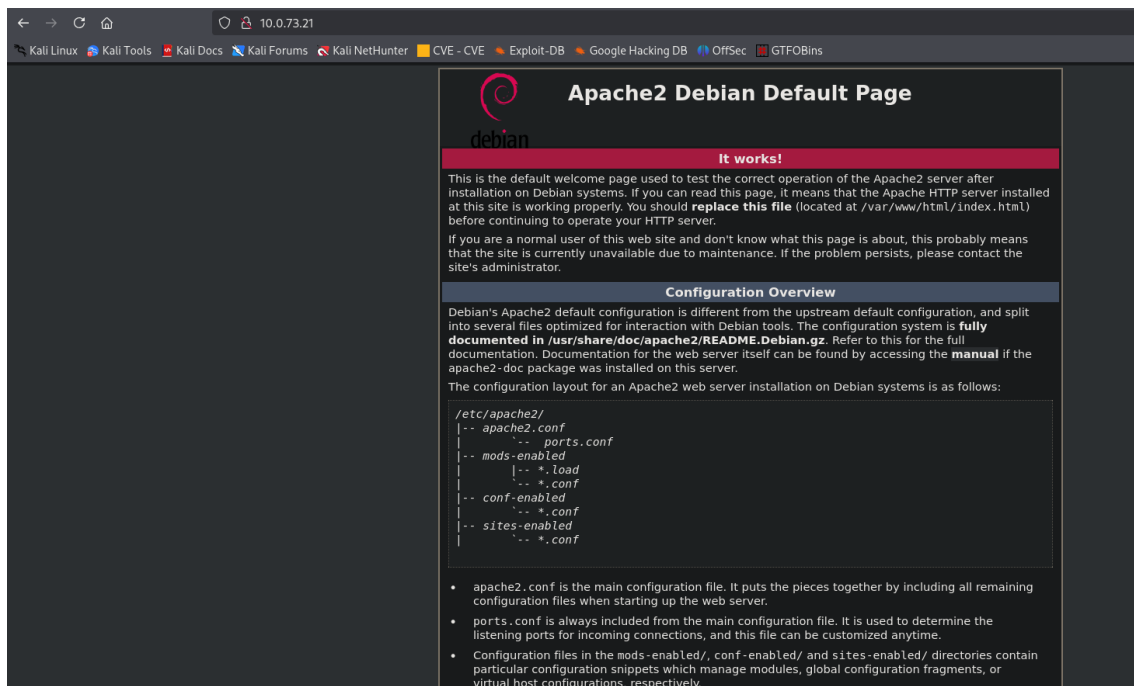 10.0.73.21
Kali Linux Kali Tools Kali Docs Kali Forums Kali NetHunter CVE - CVE Exploit-DB Google Hacking DB OffSec GTFOBins
debian
Apache2 Debian Default Page
It works!
This is the default welcome page used to test the correct operation of the Apache2 server after
installation on Debian systems. If you can read this page, it means that the Apache HTTP server installed
at this site is working properly. You should replace this file (located at /var/www/html/index.html)
before continuing to operate your HTTP server.
If you are a normal user of this web site and don't know what this page is about, this probably means
that the site is currently unavailable due to maintenance. If the problem persists, please contact the
site's administrator.
Configuration Overview
Debian's Apache2 default configuration is different from the upstream default configuration, and split
into several files optimized for interaction with Debian tools. The configuration system is fully
documented in /usr/share/doc/apache2/README.Debian.gz. Refer to this for the full
documentation. Documentation for the web server itself can be found by accessing the manual if the
apache2-doc package was installed on this server.
The configuration layout for an Apache2 web server installation on Debian systems is as follows:
/etc/apache2/
|-- apache2.conf
|       `--  ports.conf
|-- mods-enabled
|       |-- *.load
|       `-- *.conf
|-- conf-enabled
|       `-- *.conf
|-- sites-enabled
|       `-- *.conf
• apache2.conf is the main configuration file. It puts the pieces together by including all remaining
configuration files when starting up the web server.
• ports.conf is always included from the main configuration file. It is used to determine the
listening ports for incoming connections, and this file can be customized anytime.
• Configuration files in the mods-enabled/, conf-enabled/ and sites-enabled/ directories contain
particular configuration snippets which manage modules, global configuration fragments, or
virtual host configurations, respectively.